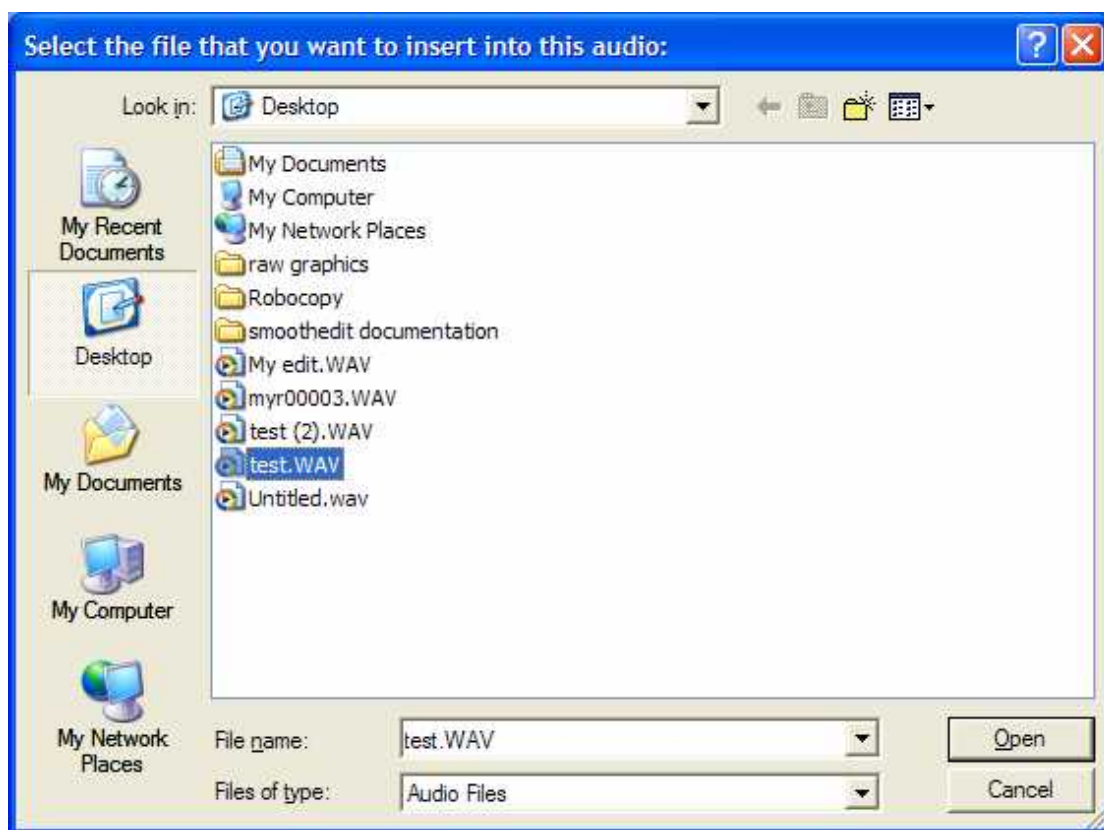 Select the file that you want to insert into this audio:
Look in:
Desktop
My Recent
Documents
Desktop
My Documents
My Computer
My Network
Places
My Documents
My Computer
My Network Places
raw graphics
Robocopy
smoothedit documentation
My edit.WAV
myr00003.WAV
test (2).WAV
test.WAV
Untitled.wav
File name:
test.WAV
Open
Files of type:
Audio Files
Cancel